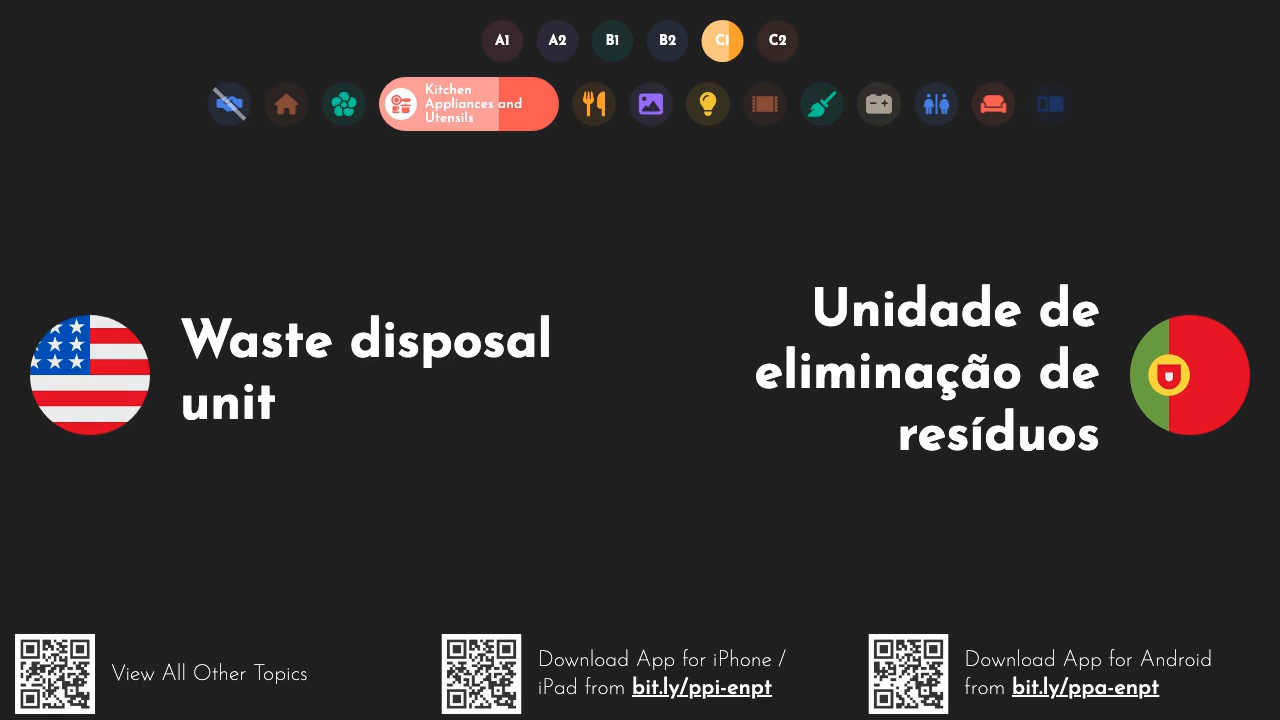 A1 A2 B1 B2 C1 C2
Kitchen
Appliances and
Utensils
Waste disposal
unit
Unidade de
eliminação de
resíduos
View All Other Topics
Download App for iPhone /
iPad from bit.ly/ppi-enpt
Download App for Android
from bit.ly/ppa-enpt